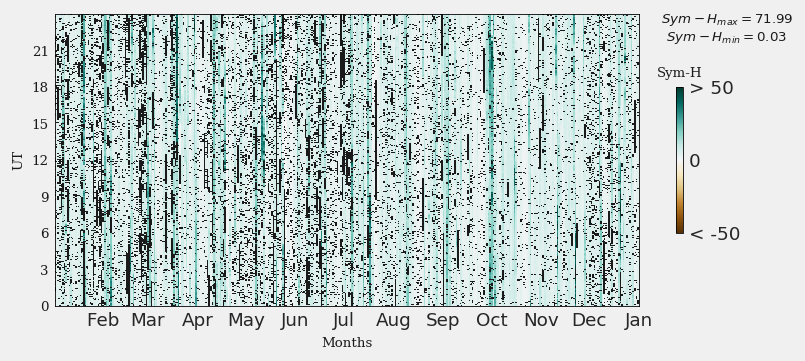 Sym−H_max = 71.99
Sym−H_min = 0.03
Sym-H
> 50
0
< -50
UT
21
18
15
12
9
6
3
0
Feb Mar Apr May Jun Jul Aug Sep Oct Nov Dec Jan
Months